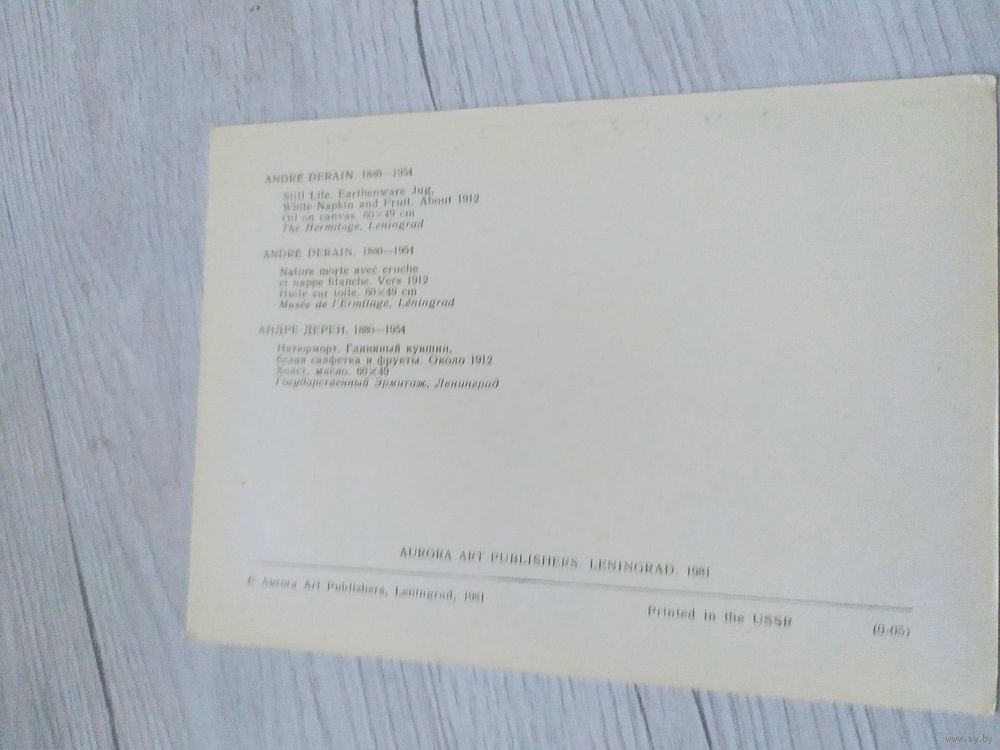 ANDRÉ DERAIN. 1880—1954
Still Life. Earthenware Jug,
White Napkin and Fruit. About 1912
Oil on canvas. 60×49 cm
The Hermitage, Leningrad
ANDRÉ DERAIN. 1880—1954
Nature morte avec cruche
et nappe blanche. Vers 1912
Huile sur toile. 60×49 cm
Musée de l'Ermitage, Léningrad
АНДРЕ ДЕРЕН. 1880—1954
Натюрморт. Глиняный кувшин,
белая салфетка и фрукты. Около 1912
Холст, масло. 60×49
Государственный Эрмитаж, Ленинград
AURORA ART PUBLISHERS. LENINGRAD. 1981
© Aurora Art Publishers, Leningrad, 1981
Printed in the USSR
(0-05)
www.ay.by